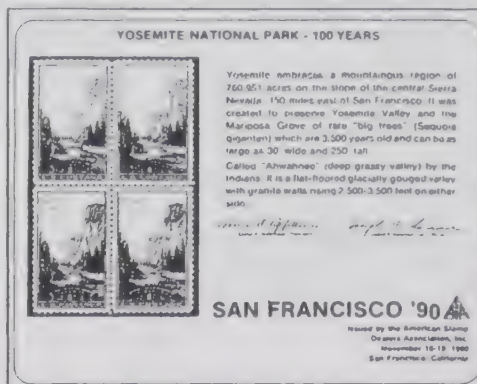 YOSEMITE NATIONAL PARK - 100 YEARS
Yosemite embraces a mountainous region of
760,951 acres on the slope of the central Sierra
Nevada 150 miles east of San Francisco. It was
created to preserve Yosemite Valley and the
Mariposa Grove of rare "big trees" (Sequoia
gigantea) which are 3,500 years old and can be as
large as 30' wide and 250' tall.
Called "Ahwahnee" (deep grassy valley) by the
Indians. It is a flat-floored glacially gouged valley
with granite walls rising 2,500-3,500 feet on either
side.
SAN FRANCISCO '90
Issued by the American Stamp
Dealers Association, Inc.
November 16-18, 1990
San Francisco, California